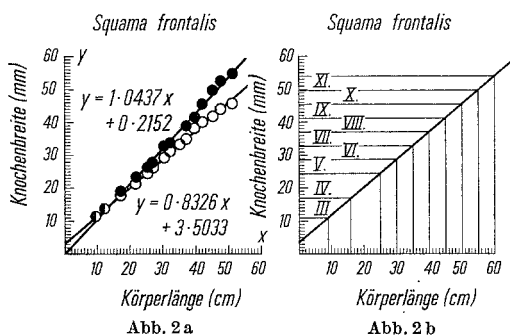 Squama frontalis
Knochenbreite (mm)
60
50
40
30
20
10
y
y = 1·0437 x
+ 0·2152
y = 0·8326 x
+ 3·5033
x
10 20 30 40 50 60
Körperlänge (cm)
Abb. 2a
Squama frontalis
Knochenbreite (mm)
60
50
40
30
20
10
XI.
X.
IX.
VIII.
VII.
VI.
V.
IV.
III
10 20 30 40 50 60
Körperlänge (cm)
Abb. 2b